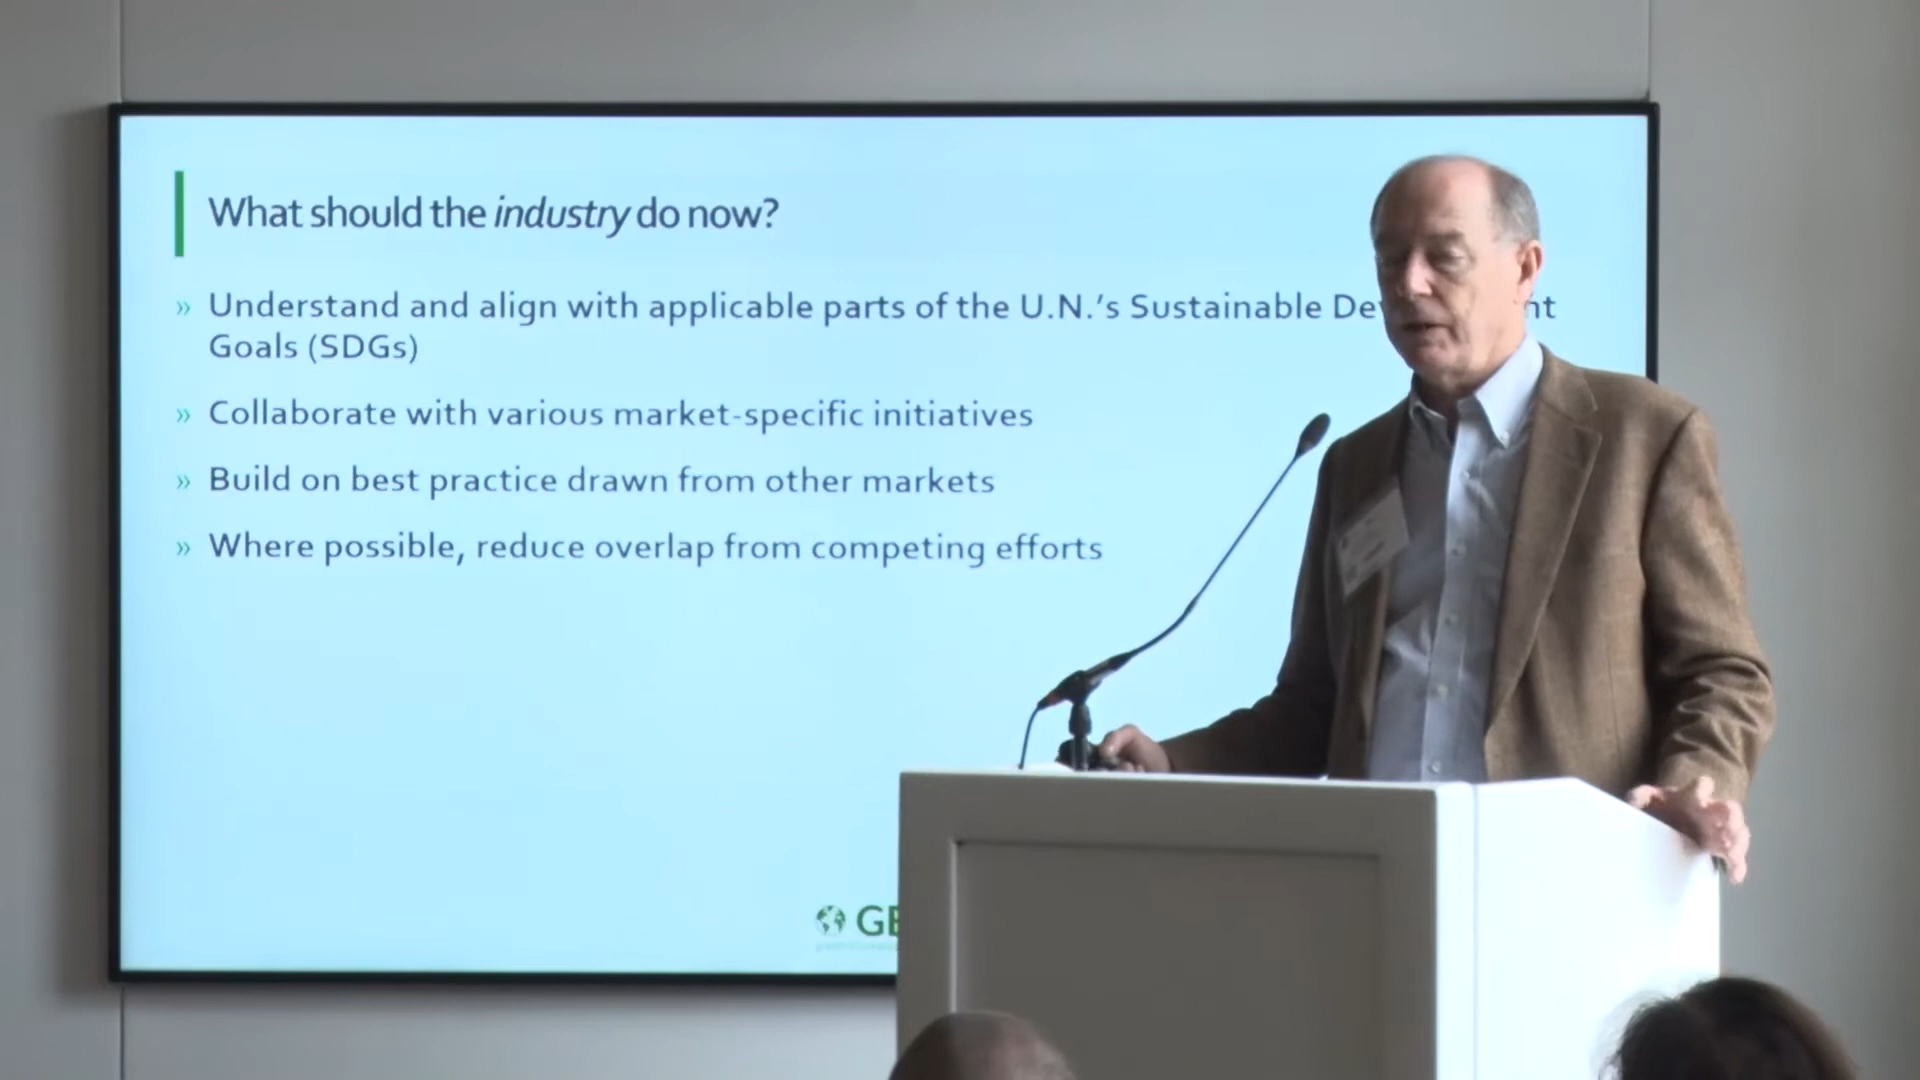 What should the industry do now?
» Understand and align with applicable parts of the U.N.'s Sustainable
Goals (SDGs)
» Collaborate with various market-specific initiatives
» Build on best practice drawn from other markets
» Where possible, reduce overlap from competing efforts